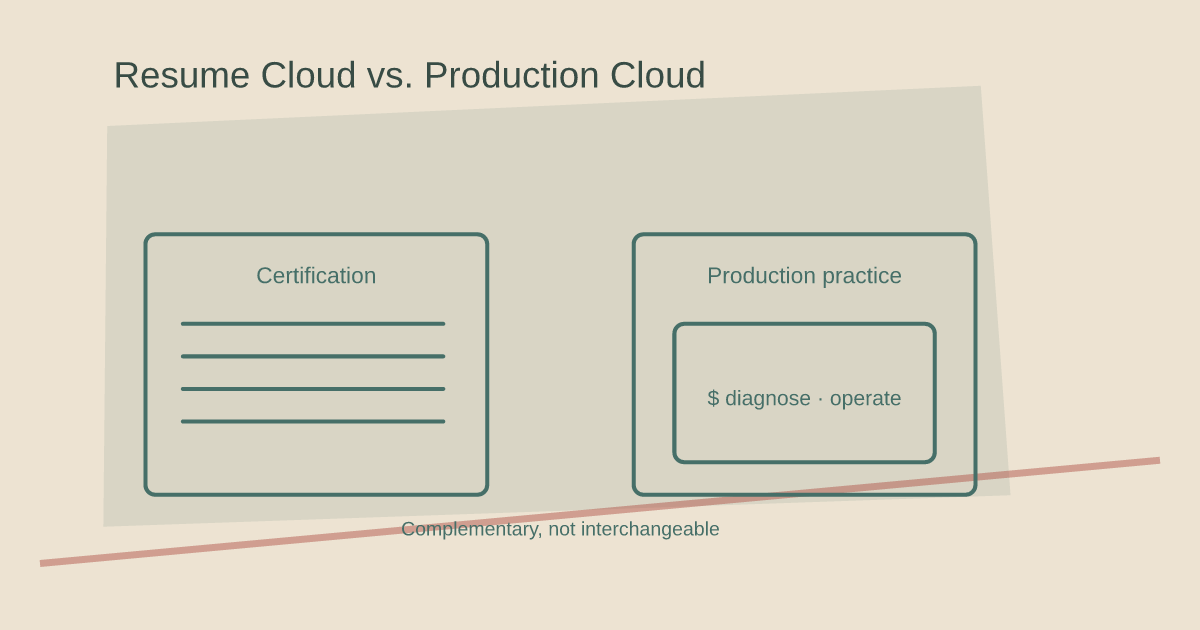 Resume Cloud vs. Production Cloud
Certification
Production practice
$ diagnose · operate
Complementary, not interchangeable